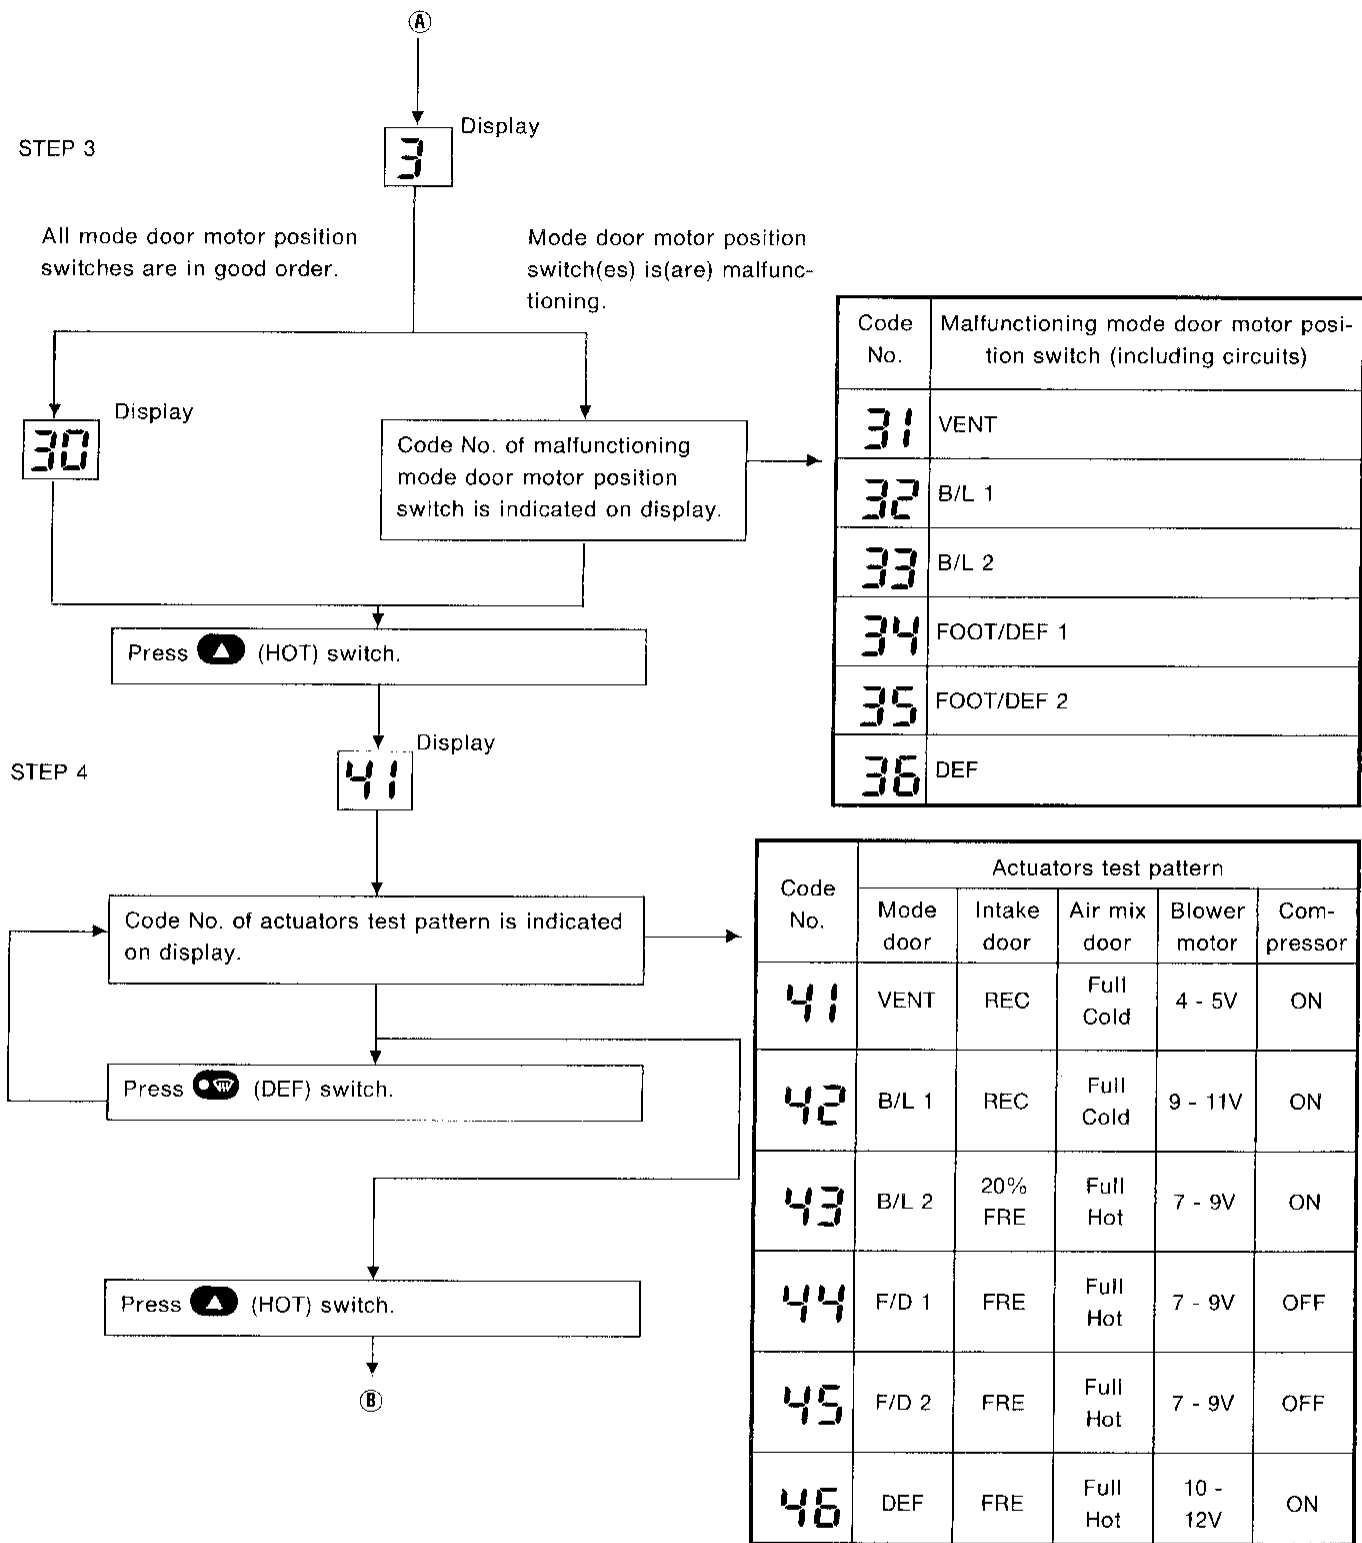 A
Display
STEP 3
3
All mode door motor position
switches are in good order.
Mode door motor position
switch(es) is(are) malfunc-
tioning.
Display
30
Code No. of malfunctioning
mode door motor position
switch is indicated on display.
Code No. Malfunctioning mode door motor posi-
tion switch (including circuits)
31 VENT
32 B/L 1
33 B/L 2
34 FOOT/DEF 1
35 FOOT/DEF 2
36 DEF
Press (HOT) switch.
Display
STEP 4
41
Code No. of actuators test pattern is indicated
on display.
Press (DEF) switch.
Press (HOT) switch.
B
Code
No.
Actuators test pattern
Mode
door
Intake
door
Air mix
door
Blower
motor
Com-
pressor
41 VENT REC Full Cold 4 - 5V ON
42 B/L 1 REC Full Cold 9 - 11V ON
43 B/L 2 20% FRE Full Hot 7 - 9V ON
44 F/D 1 FRE Full Hot 7 - 9V OFF
45 F/D 2 FRE Full Hot 7 - 9V OFF
46 DEF FRE Full Hot 10 - 12V ON